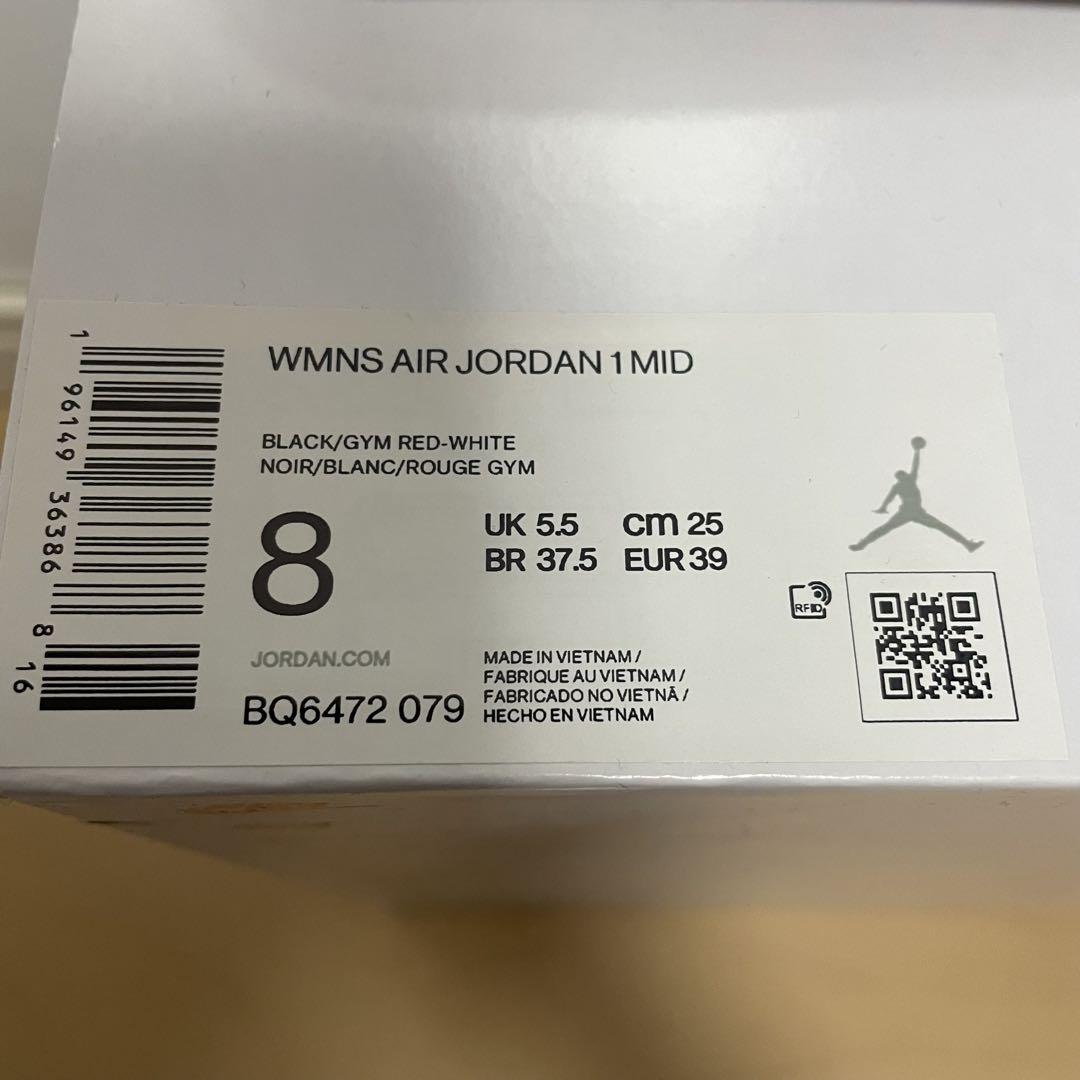 WMNS AIR JORDAN 1 MID
BLACK/GYM RED-WHITE
NOIR/BLANC/ROUGE GYM
8
UK 5.5 cm 25
BR 37.5 EUR 39
JORDAN.COM
BQ6472 079
MADE IN VIETNAM /
FABRIQUE AU VIETNAM /
FABRICADO NO VIETNÃ /
HECHO EN VIETNAM
RFID
1 96149 36386 8 16